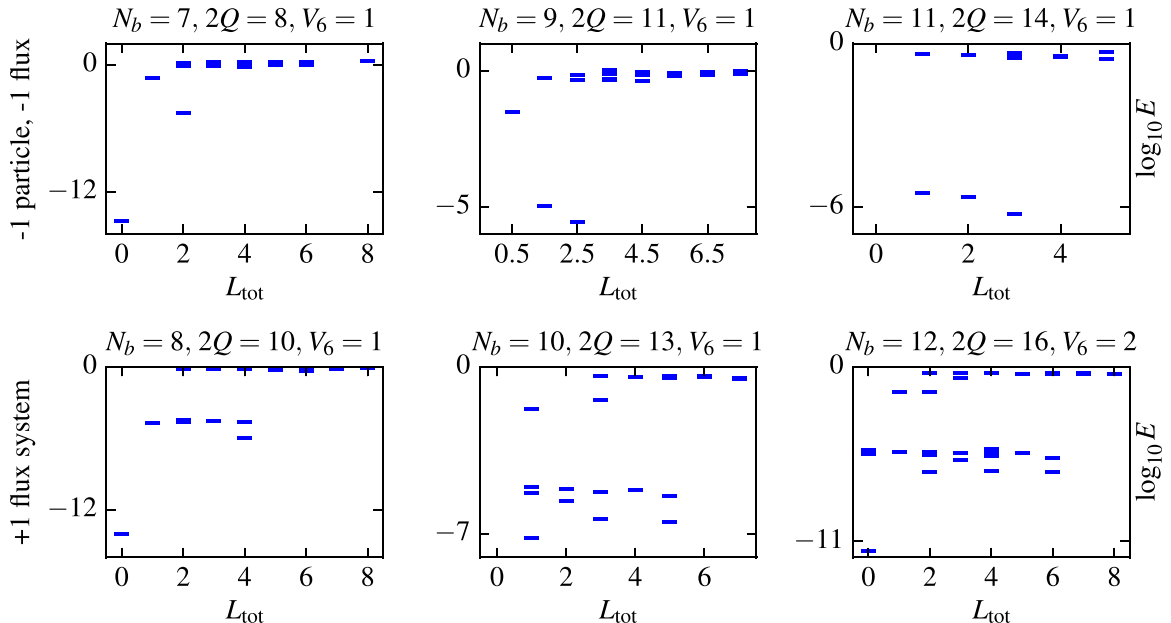 N_b = 7, 2Q = 8, V_6 = 1
N_b = 9, 2Q = 11, V_6 = 1
N_b = 11, 2Q = 14, V_6 = 1
-1 particle, -1 flux
0
−12
0 2 4 6 8
L_tot
0
−5
0.5 2.5 4.5 6.5
L_tot
0
−6
0 2 4
L_tot
log_10 E
N_b = 8, 2Q = 10, V_6 = 1
N_b = 10, 2Q = 13, V_6 = 1
N_b = 12, 2Q = 16, V_6 = 2
+1 flux system
0
−12
0 2 4 6 8
L_tot
0
−7
0 2 4 6
L_tot
0
−11
0 2 4 6 8
L_tot
log_10 E